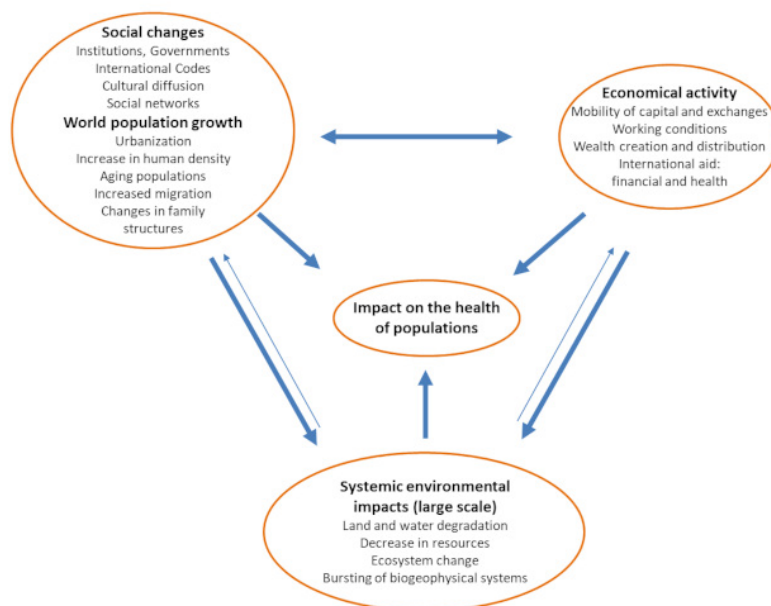 Social changes
Institutions, Governments
International Codes
Cultural diffusion
Social networks
World population growth
Urbanization
Increase in human density
Aging populations
Increased migration
Changes in family
structures
Economical activity
Mobility of capital and exchanges
Working conditions
Wealth creation and distribution
International aid:
financial and health
Impact on the health
of populations
Systemic environmental
impacts (large scale)
Land and water degradation
Decrease in resources
Ecosystem change
Bursting of biogeophysical systems